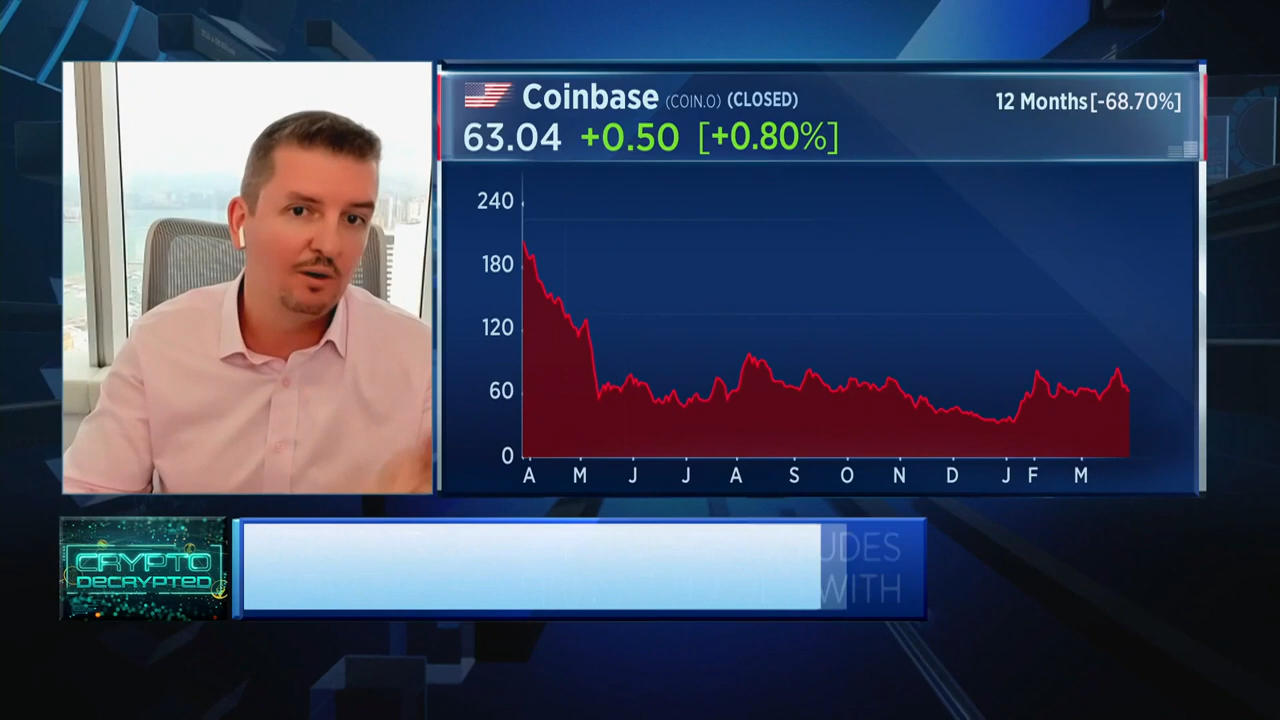 Coinbase (COIN.O) (CLOSED)
12 Months [-68.70%]
63.04 +0.50 [+0.80%]
240
180
120
60
0
A M J J A S O N D J F M
CRYPTO
DECRYPTED
WITH